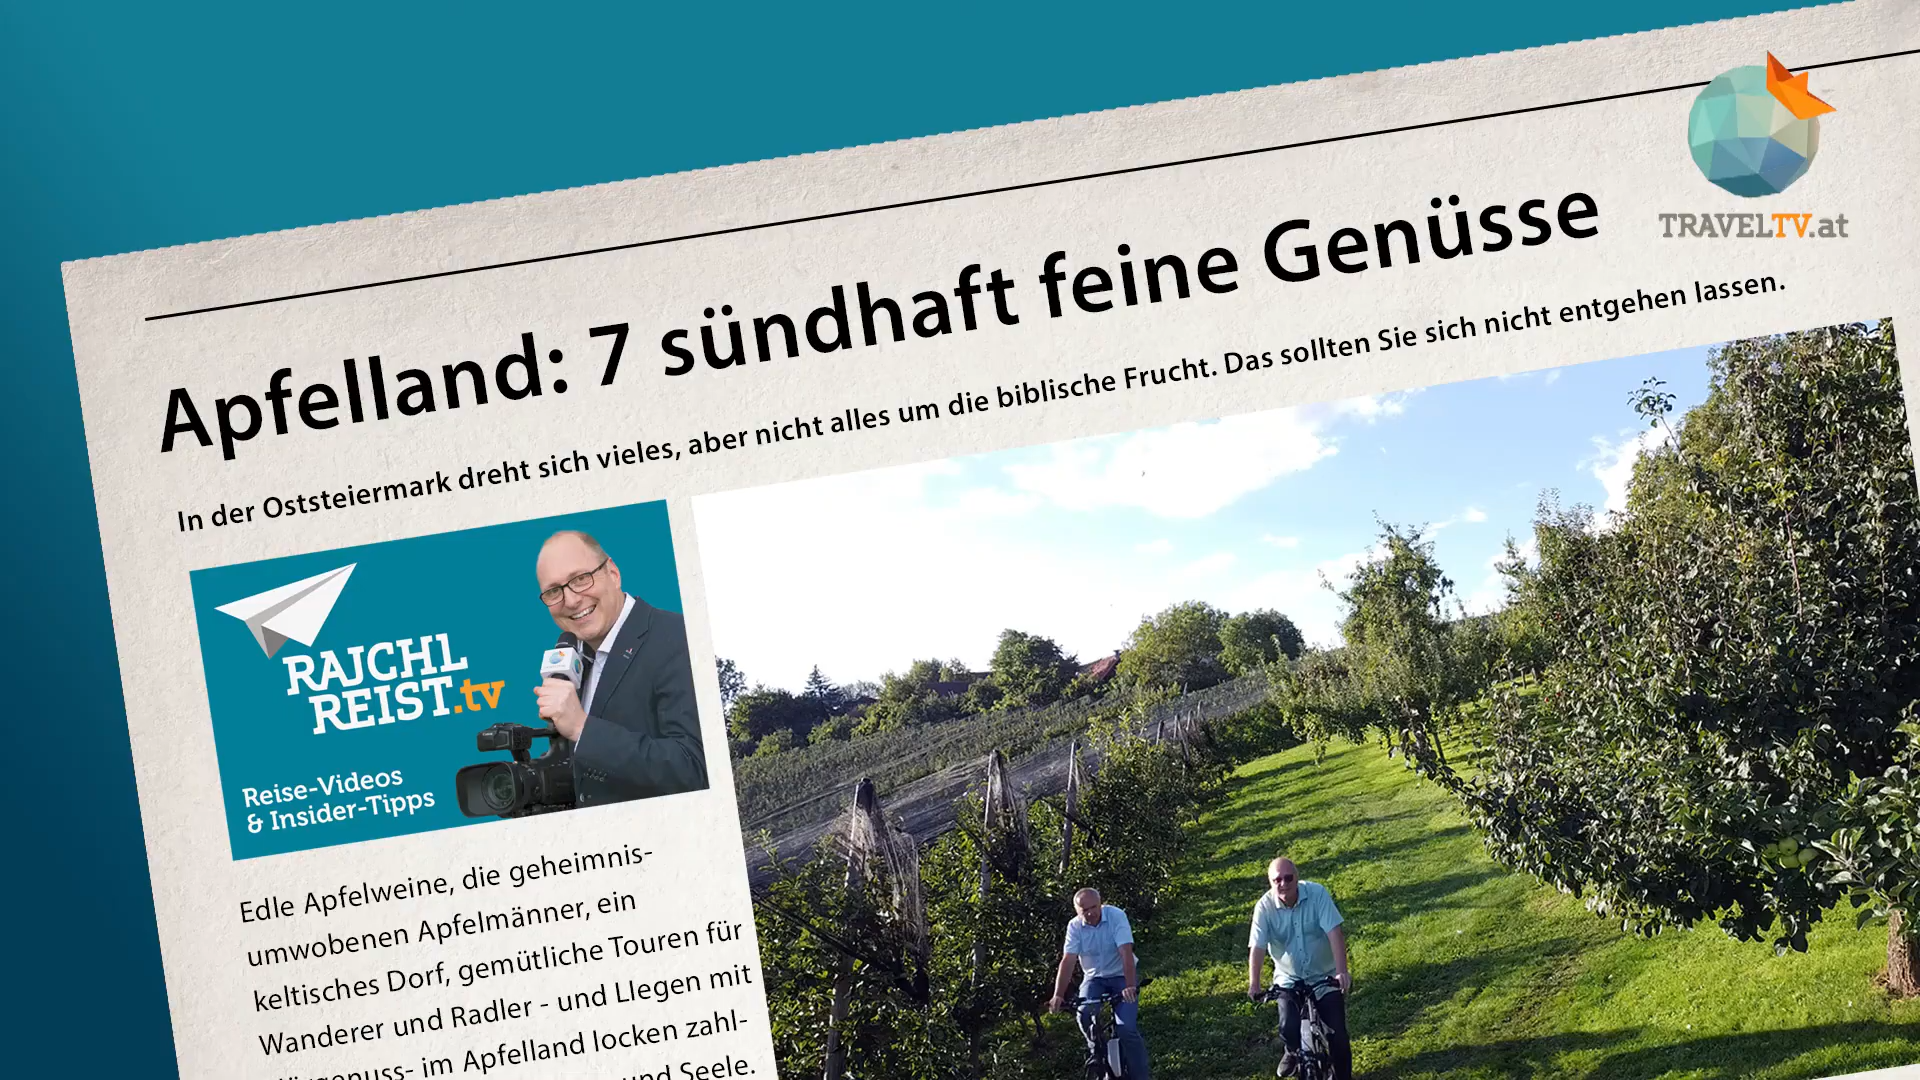 TRAVELTV.at
Apfelland: 7 sündhaft feine Genüsse
In der Oststeiermark dreht sich vieles, aber nicht alles um die biblische Frucht. Das sollten Sie sich nicht entgehen lassen.
RAJCHL
REIST.tv
Reise-Videos
& Insider-Tipps
Edle Apfelweine, die geheimnis-
umwobenen Apfelmänner, ein
keltisches Dorf, gemütliche Touren für
Wanderer und Radler - und LIegen mit
im Apfelland locken zahl-
und Seele.